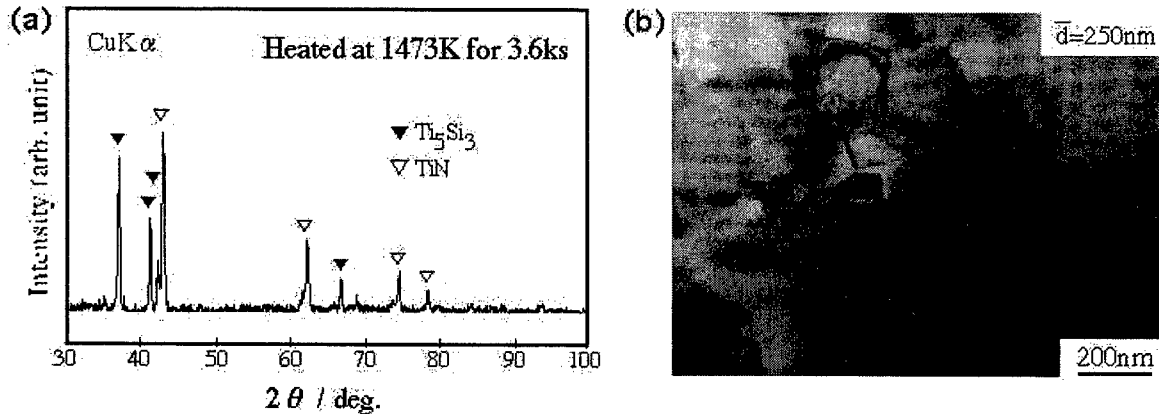 (a)
CuKα
Heated at 1473K for 3.6ks
▼ Ti5Si3
▽ TiN
Intensity (arb. unit)
30 40 50 60 70 80 90 100
2θ / deg.
(b)
d̄=250nm
200nm